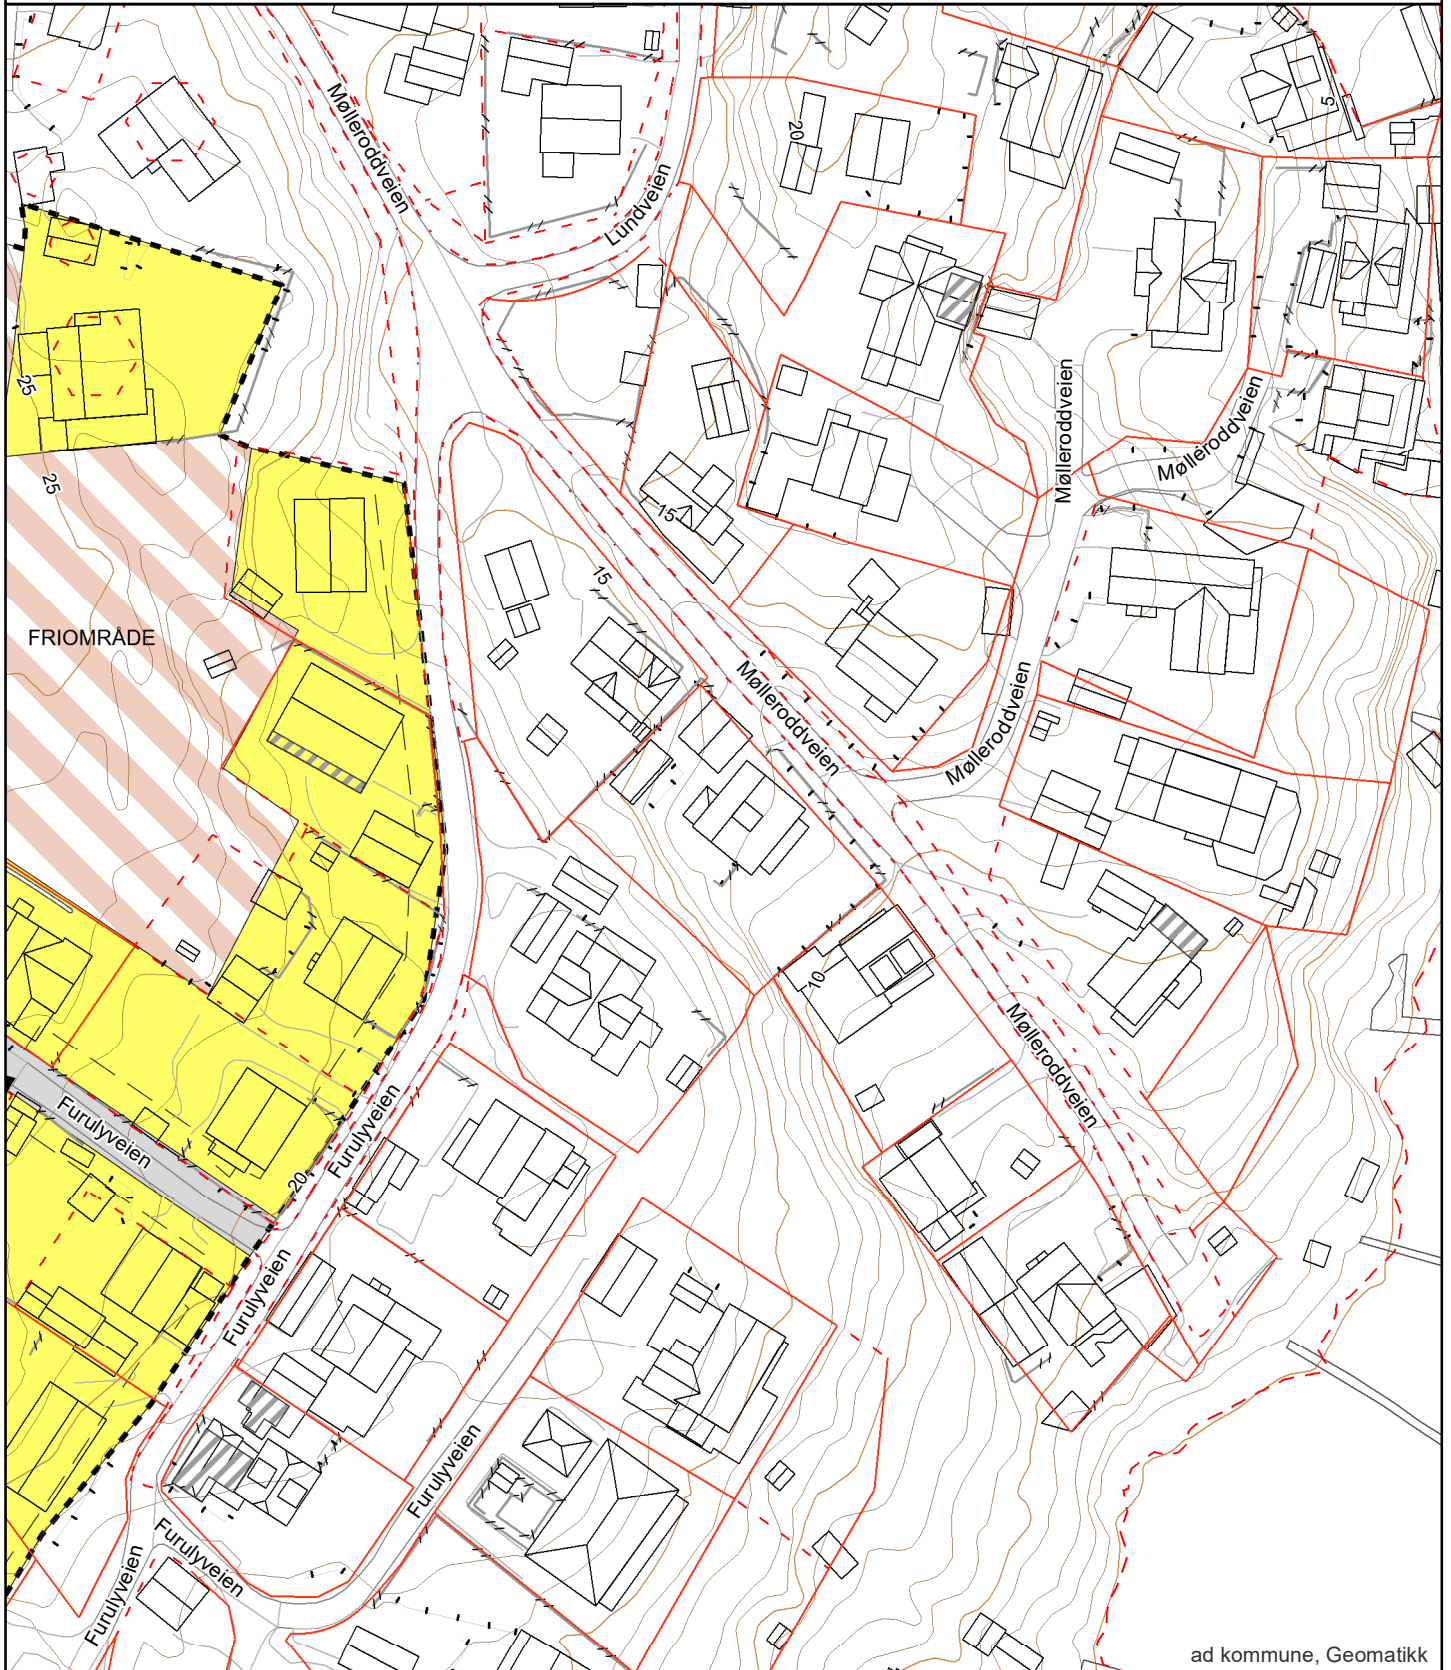 Mølleroddveien
Lundveien
20
5
25
25
Mølleroddveien
Mølleroddveien
15
15
FRIOMRÅDE
Mølleroddveien
Mølleroddveien
10
Mølleroddveien
Furulyveien
Furulyveien
20
Furulyveien
Furulyveien
Furulyveien
Furulyveien
ad kommune, Geomatikk